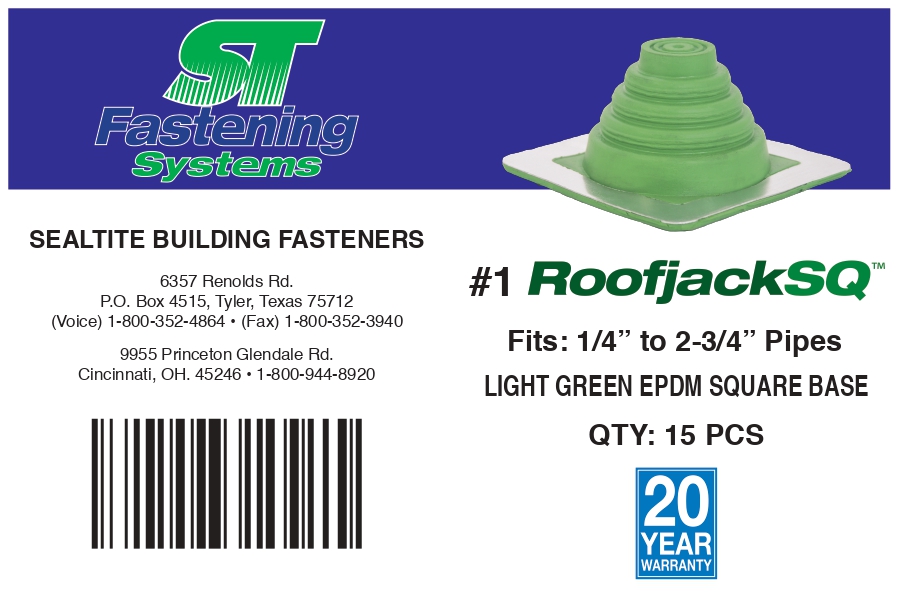 ST
Fastening
Systems
SEALTITE BUILDING FASTENERS
6357 Renolds Rd.
P.O. Box 4515, Tyler, Texas 75712
(Voice) 1-800-352-4864 • (Fax) 1-800-352-3940
9955 Princeton Glendale Rd.
Cincinnati, OH. 45246 • 1-800-944-8920
#1 RoofjackSQ™
Fits: 1/4” to 2-3/4” Pipes
LIGHT GREEN EPDM SQUARE BASE
QTY: 15 PCS
20
YEAR
WARRANTY